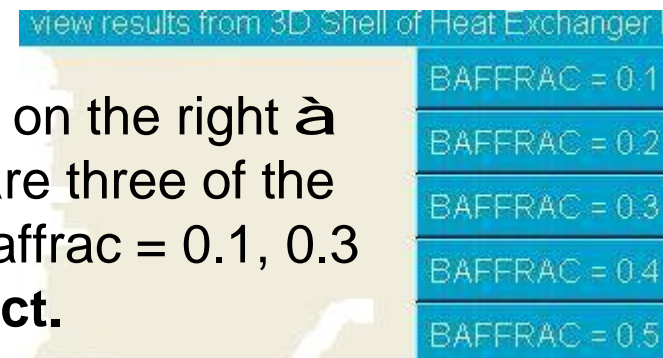 view results from 3D Shell of Heat Exchanger
BAFFRAC = 0.1
BAFFRAC = 0.2
BAFFRAC = 0.3
BAFFRAC = 0.4
BAFFRAC = 0.5
on the right à
re three of the
affrac = 0.1, 0.3
ct.